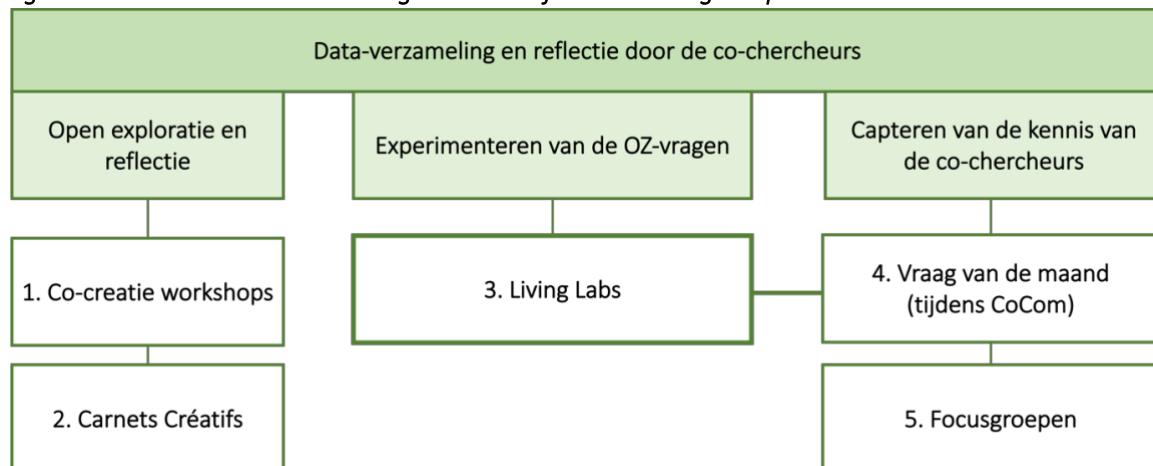 Data-verzameling en reflectie door de co-chercheurs
Open exploratie en
reflectie
Experimenteren van de OZ-vragen
Capteren van de kennis van
de co-chercheurs
1. Co-creatie workshops
3. Living Labs
4. Vraag van de maand
(tijdens CoCom)
2. Carnets Créatifs
5. Focusgroepen